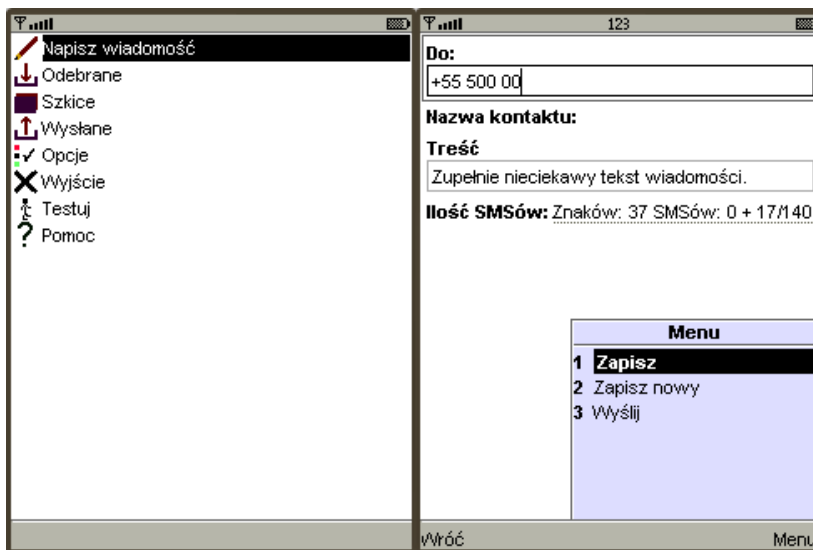 Napisz wiadomość
Odebrane
Szkice
Wysłane
Opcje
Wyjście
Testuj
Pomoc
123
Do:
+55 500 00
Nazwa kontaktu:
Treść
Zupełnie nieciekawy tekst wiadomości.
Ilość SMSów: Znaków: 37 SMSów: 0 + 17/140
Menu
1 Zapisz
2 Zapisz nowy
3 Wyślij
Wróć
Menu